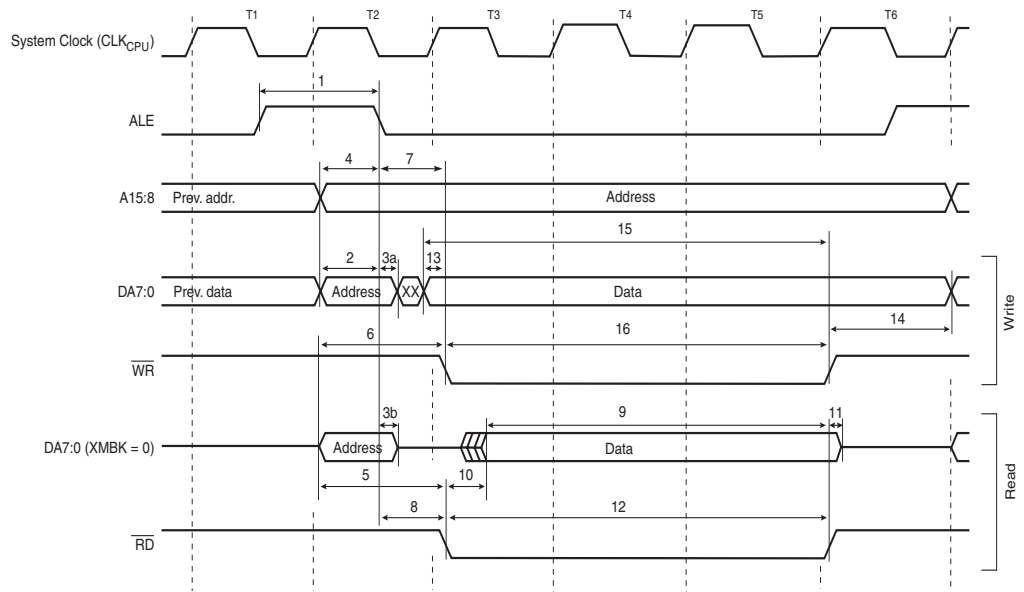 T1 T2 T3 T4 T5 T6
System Clock (CLKCPU)
1
ALE
4 7
A15:8 Prev. addr. Address
15
2 3a 13
DA7:0 Prev. data Address XX Data
6 16 14
WR
Write
3b 9 11
DA7:0 (XMBK = 0) Address Data
5 10
8 12
RD
Read